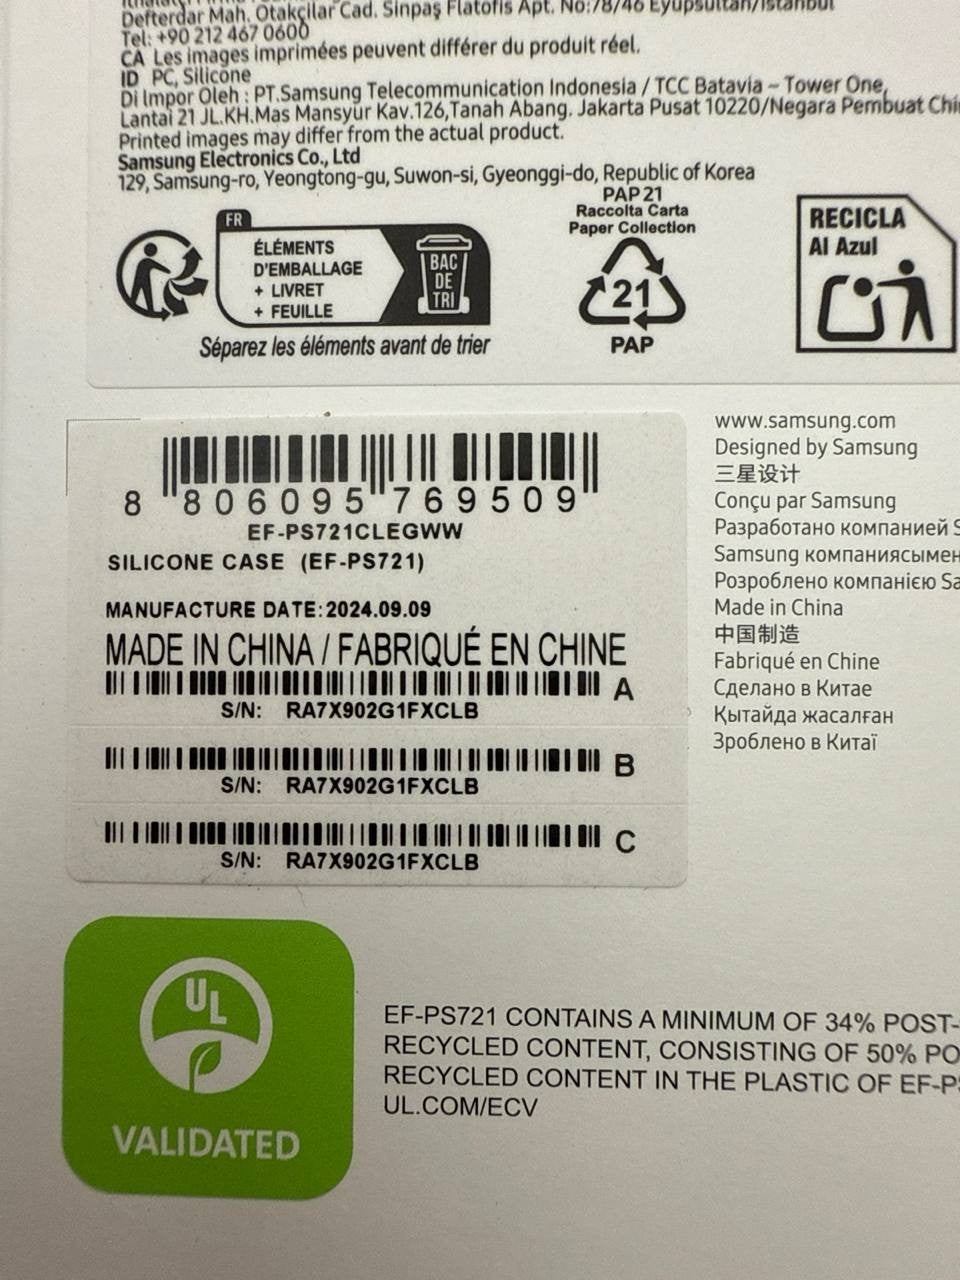 Defterdar Mah. Otakçılar Cad. Sinpaş Flatofis Apt. No:78/46 Eyüpsultan/İstanbul
Tel: +90 212 467 0600
CA Les images imprimées peuvent différer du produit réel.
ID PC, Silicone
Di lmpor Oleh : PT.Samsung Telecommunication Indonesia / TCC Batavia – Tower One,
Lantai 21 JL.KH.Mas Mansyur Kav.126,Tanah Abang. Jakarta Pusat 10220/Negara Pembuat
Printed images may differ from the actual product.
Samsung Electronics Co., Ltd
129, Samsung-ro, Yeongtong-gu, Suwon-si, Gyeonggi-do, Republic of Korea
FR
ÉLÉMENTS
D'EMBALLAGE
+ LIVRET
+ FEUILLE
BAC
DE
TRI
Séparez les éléments avant de trier
PAP 21
Raccolta Carta
Paper Collection
21
PAP
RECICLA
Al Azul
8 806095 769509
EF-PS721CLEGWW
SILICONE CASE (EF-PS721)
MANUFACTURE DATE:2024.09.09
MADE IN CHINA / FABRIQUÉ EN CHINE
A
S/N: RA7X902G1FXCLB
B
S/N: RA7X902G1FXCLB
C
S/N: RA7X902G1FXCLB
www.samsung.com
Designed by Samsung
三星设计
Conçu par Samsung
Разработано компанией
Samsung компаниясымен
Розроблено компанією
Made in China
中国制造
Fabriqué en Chine
Сделано в Китае
Қытайда жасалған
Зроблено в Китаї
UL
VALIDATED
EF-PS721 CONTAINS A MINIMUM OF 34% POST-
RECYCLED CONTENT, CONSISTING OF 50%
RECYCLED CONTENT IN THE PLASTIC OF
UL.COM/ECV